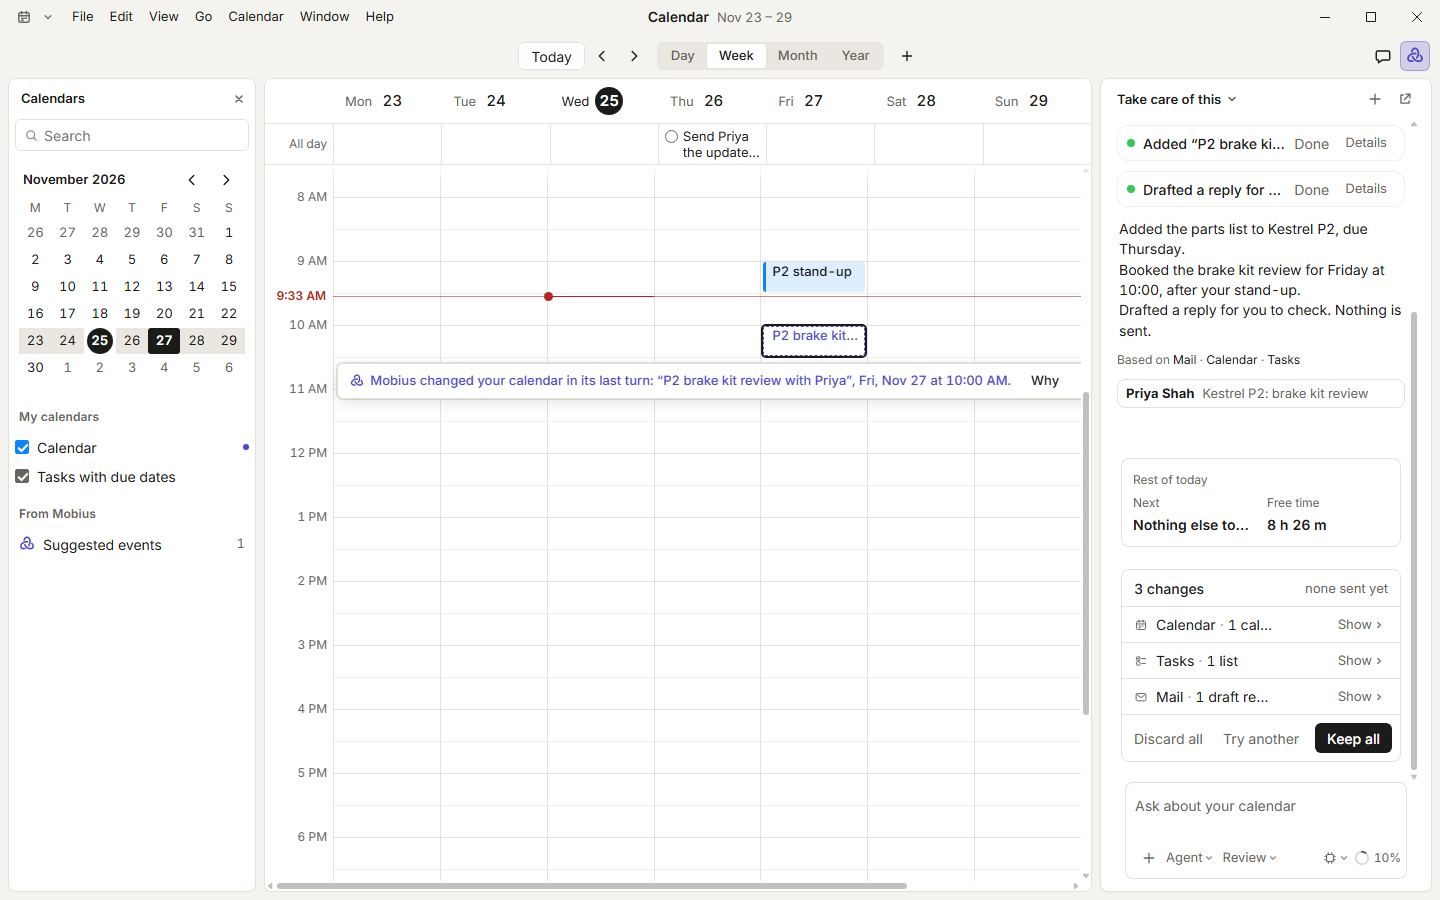 File Edit View Go Calendar Window Help
Calendar Nov 23 – 29
Today Day Week Month Year
Calendars
Search
November 2026
M T W T F S S
26 27 28 29 30 31 1
2 3 4 5 6 7 8
9 10 11 12 13 14 15
16 17 18 19 20 21 22
23 24 25 26 27 28 29
30 1 2 3 4 5 6
My calendars
Calendar
Tasks with due dates
From Mobius
Suggested events 1
Mon 23 Tue 24 Wed 25 Thu 26 Fri 27 Sat 28 Sun 29
All day
Send Priya
the update...
8 AM
9 AM
P2 stand-up
9:33 AM
10 AM
P2 brake kit...
Mobius changed your calendar in its last turn: “P2 brake kit review with Priya”, Fri, Nov 27 at 10:00 AM. Why
11 AM
12 PM
1 PM
2 PM
3 PM
4 PM
5 PM
6 PM
Take care of this
Added “P2 brake ki... Done Details
Drafted a reply for ... Done Details
Added the parts list to Kestrel P2, due
Thursday.
Booked the brake kit review for Friday at
10:00, after your stand-up.
Drafted a reply for you to check. Nothing is
sent.
Based on Mail · Calendar · Tasks
Priya Shah Kestrel P2: brake kit review
Rest of today
Next Free time
Nothing else to... 8 h 26 m
3 changes none sent yet
Calendar · 1 cal... Show
Tasks · 1 list Show
Mail · 1 draft re... Show
Discard all Try another Keep all
Ask about your calendar
Agent Review 10%